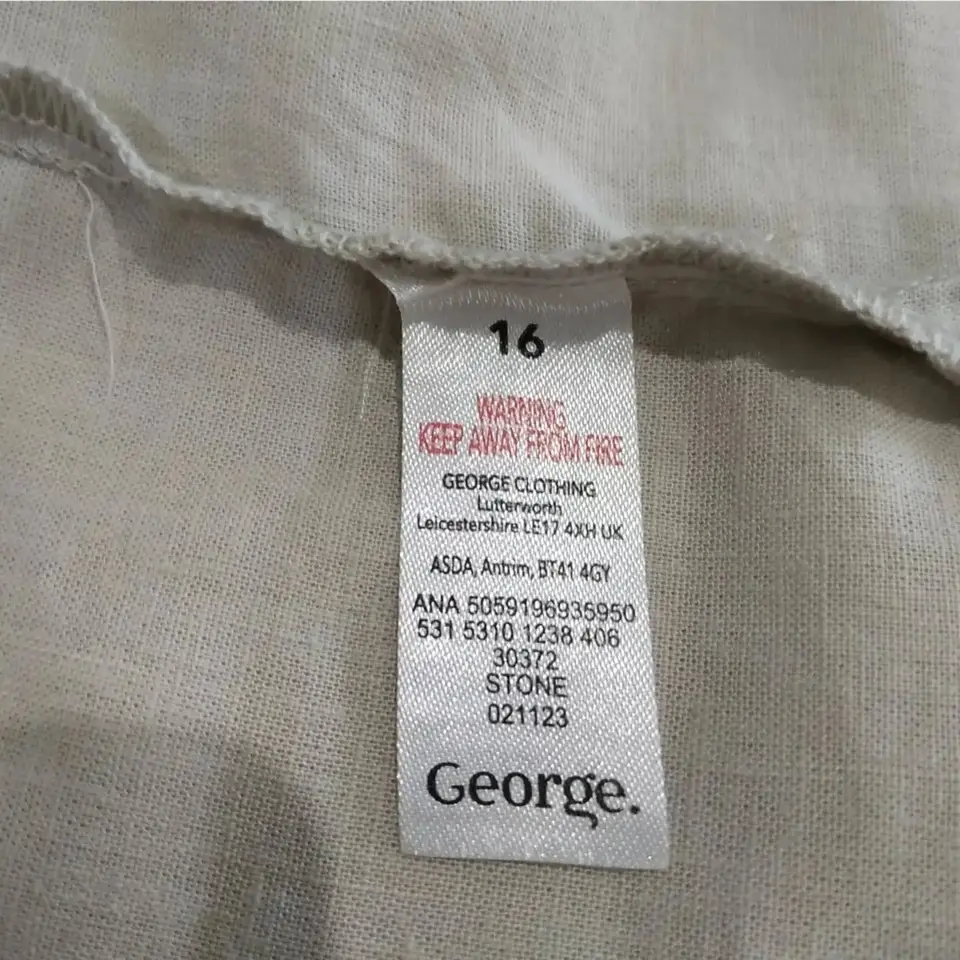 16
WARNING
KEEP AWAY FROM FIRE
GEORGE CLOTHING
Lutterworth
Leicestershire LE17 4XH UK
ASDA, Antrim, BT41 4GY
ANA 5059196935950
531 5310 1238 406
30372
STONE
021123
George.